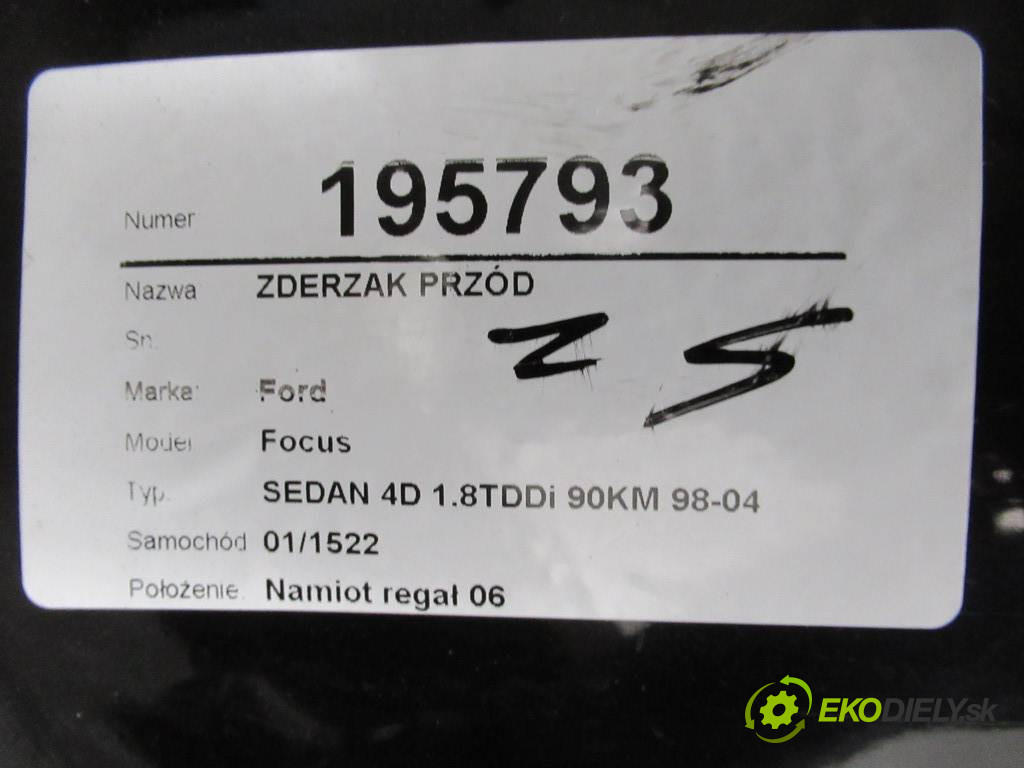 Numer 195793
Nazwa ZDERZAK PRZÓD
Sn.
Z S
Marka: Ford
Model Focus
Typ. SEDAN 4D 1.8TDDi 90KM 98-04
Samochód 01/1522
Położenie. Namiot regał 06
EKODIELY.sk